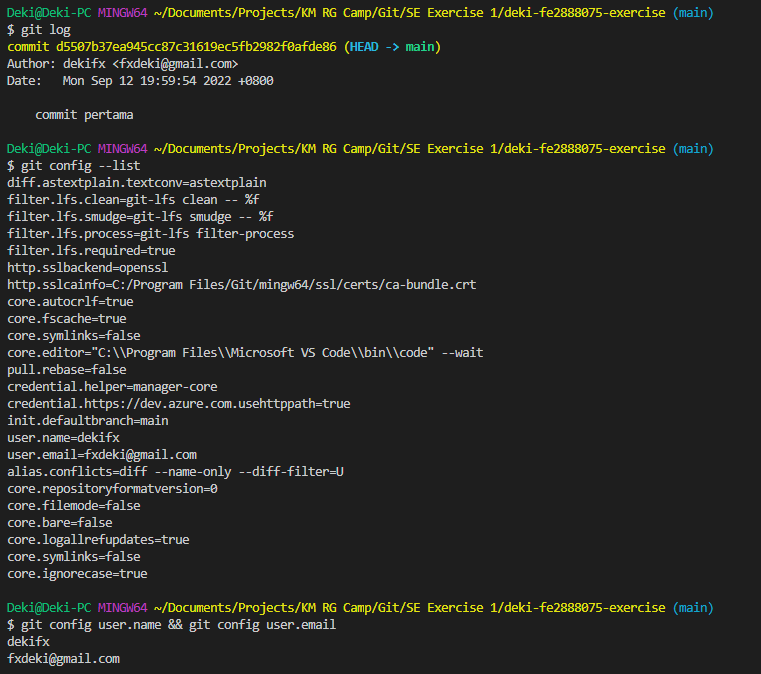 Deki@Deki-PC MINGW64 ~/Documents/Projects/KM RG Camp/Git/SE Exercise 1/deki-fe2888075-exercise (main)
$ git log
commit d5507b37ea945cc87c31619ec5fb2982f0afde86 (HEAD -> main)
Author: dekifx <fxdeki@gmail.com>
Date:   Mon Sep 12 19:59:54 2022 +0800

    commit pertama

Deki@Deki-PC MINGW64 ~/Documents/Projects/KM RG Camp/Git/SE Exercise 1/deki-fe2888075-exercise (main)
$ git config --list
diff.astextplain.textconv=astextplain
filter.lfs.clean=git-lfs clean -- %f
filter.lfs.smudge=git-lfs smudge -- %f
filter.lfs.process=git-lfs filter-process
filter.lfs.required=true
http.sslbackend=openssl
http.sslcainfo=C:/Program Files/Git/mingw64/ssl/certs/ca-bundle.crt
core.autocrlf=true
core.fscache=true
core.symlinks=false
core.editor="C:\\Program Files\\Microsoft VS Code\\bin\\code" --wait
pull.rebase=false
credential.helper=manager-core
credential.https://dev.azure.com.usehttppath=true
init.defaultbranch=main
user.name=dekifx
user.email=fxdeki@gmail.com
alias.conflicts=diff --name-only --diff-filter=U
core.repositoryformatversion=0
core.filemode=false
core.bare=false
core.logallrefupdates=true
core.symlinks=false
core.ignorecase=true

Deki@Deki-PC MINGW64 ~/Documents/Projects/KM RG Camp/Git/SE Exercise 1/deki-fe2888075-exercise (main)
$ git config user.name && git config user.email
dekifx
fxdeki@gmail.com